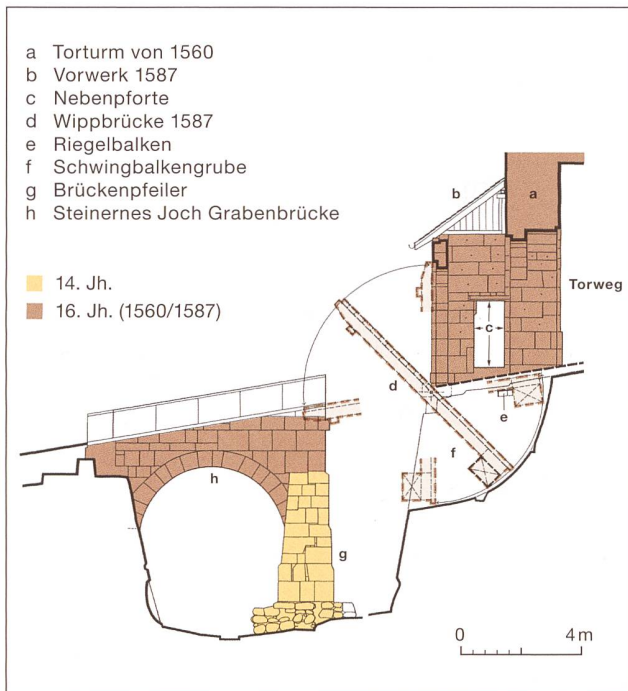 a Torturm von 1560
b Vorwerk 1587
c Nebenpforte
d Wippbrücke 1587
e Riegelbalken
f Schwingbalkengrube
g Brückenpfeiler
h Steinernes Joch Grabenbrücke
14. Jh.
16. Jh. (1560/1587)
b
a
Torweg
c
d
e
f
h
g
0 4 m